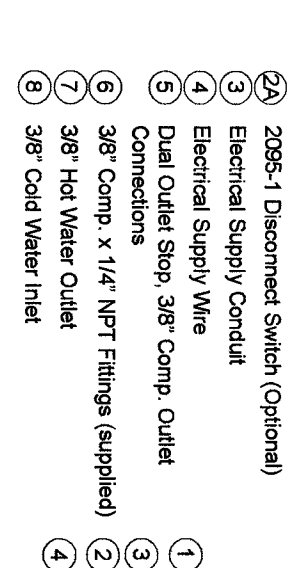 2A 2095-1 Disconnect Switch (Optional)
3 Electrical Supply Conduit
4 Electrical Supply Wire
5 Dual Outlet Stop, 3/8" Comp. Outlet
Connections
6 3/8" Comp. x 1/4" NPT Fittings (supplied)
7 3/8" Hot Water Outlet
8 3/8" Cold Water Inlet
1
3
2
4